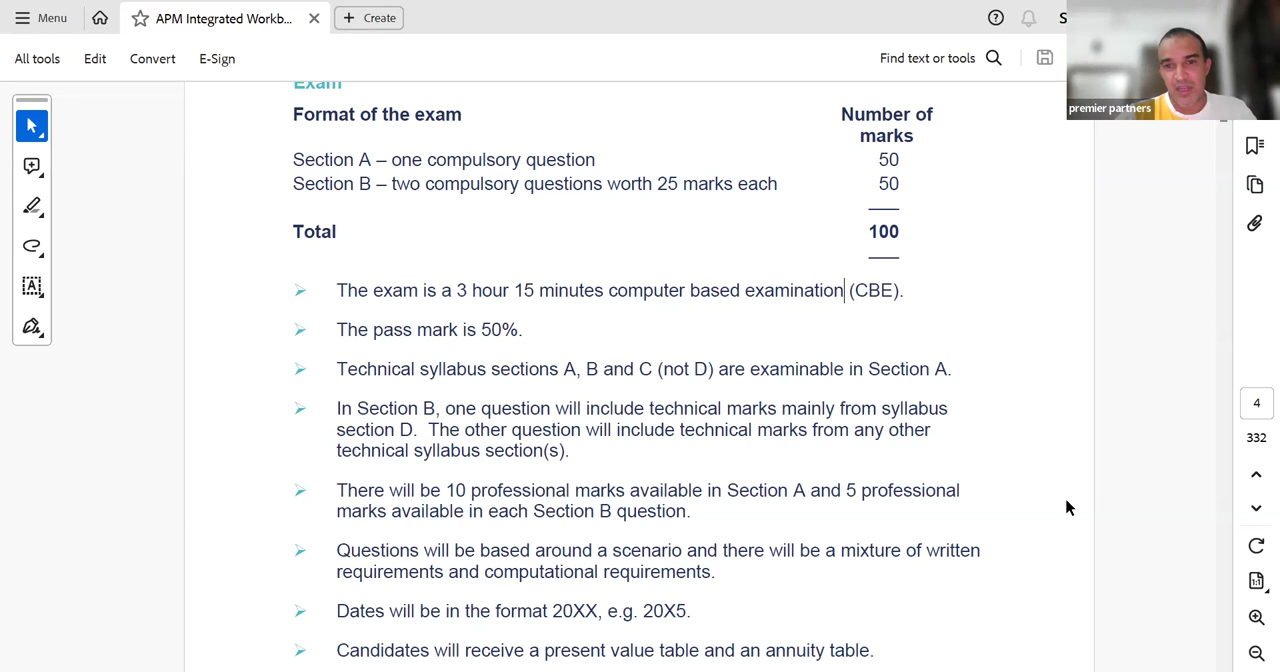 Menu
APM Integrated Workb...
Create
S
All tools
Edit
Convert
E-Sign
Find text or tools
premier partners
Exam
Format of the exam
Number of
marks
Section A – one compulsory question 50
Section B – two compulsory questions worth 25 marks each 50
Total 100
The exam is a 3 hour 15 minutes computer based examination (CBE).
The pass mark is 50%.
Technical syllabus sections A, B and C (not D) are examinable in Section A.
In Section B, one question will include technical marks mainly from syllabus
section D. The other question will include technical marks from any other
technical syllabus section(s).
There will be 10 professional marks available in Section A and 5 professional
marks available in each Section B question.
Questions will be based around a scenario and there will be a mixture of written
requirements and computational requirements.
Dates will be in the format 20XX, e.g. 20X5.
Candidates will receive a present value table and an annuity table.
4
332
1:1